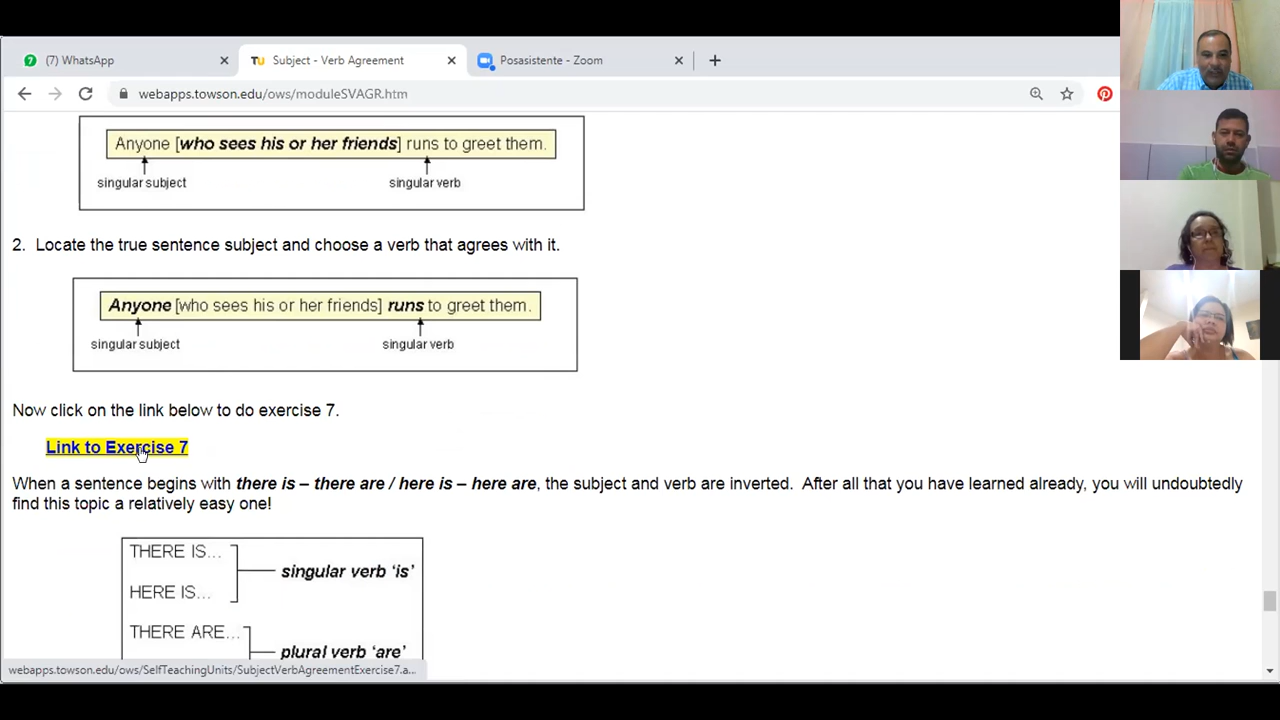 (7) WhatsApp
Subject - Verb Agreement
Posasistente - Zoom
webapps.towson.edu/ows/moduleSVAGR.htm
Anyone [who sees his or her friends] runs to greet them.
singular subject
singular verb
2. Locate the true sentence subject and choose a verb that agrees with it.
Anyone [who sees his or her friends] runs to greet them.
singular subject
singular verb
Now click on the link below to do exercise 7.
Link to Exercise 7
When a sentence begins with there is – there are / here is – here are, the subject and verb are inverted. After all that you have learned already, you will undoubtedly
find this topic a relatively easy one!
THERE IS...
singular verb ‘is’
HERE IS...
THERE ARE...
plural verb ‘are’
webapps.towson.edu/ows/SelfTeachingUnits/SubjectVerbAgreementExercise7.a...